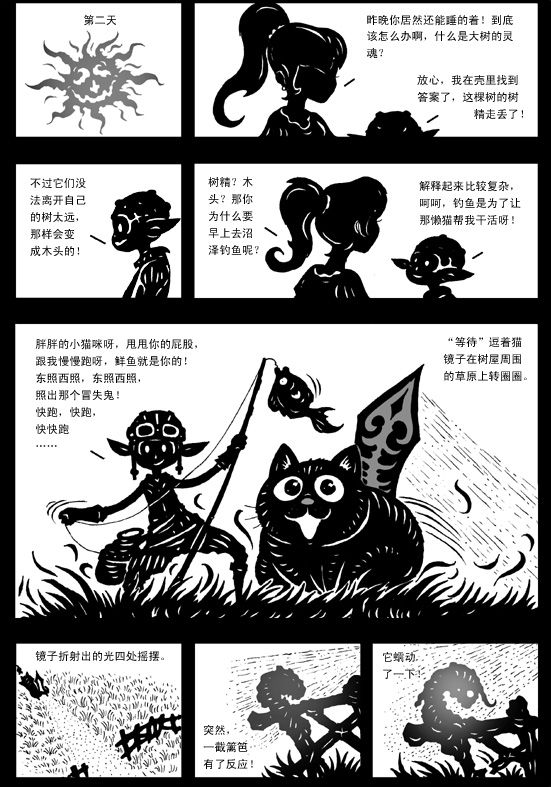 第二天
昨晚你居然还能睡的着！到底
该怎么办啊，什么是大树的灵
魂？
放心，我在壳里找到
答案了，这棵树的树
精走丢了！
不过它们没
法离开自己
的树太远，
那样会变
成木头的！
树精？木
头？那你
为什么要
早上去沼
泽钓鱼呢？
解释起来比较复杂，
呵呵，钓鱼是为了让
那懒猫帮我干活呀！
胖胖的小猫咪呀，甩甩你的屁股，
跟我慢慢跑呀，鲜鱼就是你的！
东照西照，东照西照，
照出那个冒失鬼！
快跑，快跑，
快快跑
……
“等待”逗着猫
镜子在树屋周围
的草原上转圈圈。
镜子折射出的光四处摇摆。
突然，
一截篱笆
有了反应！
它蠕动
了一下！